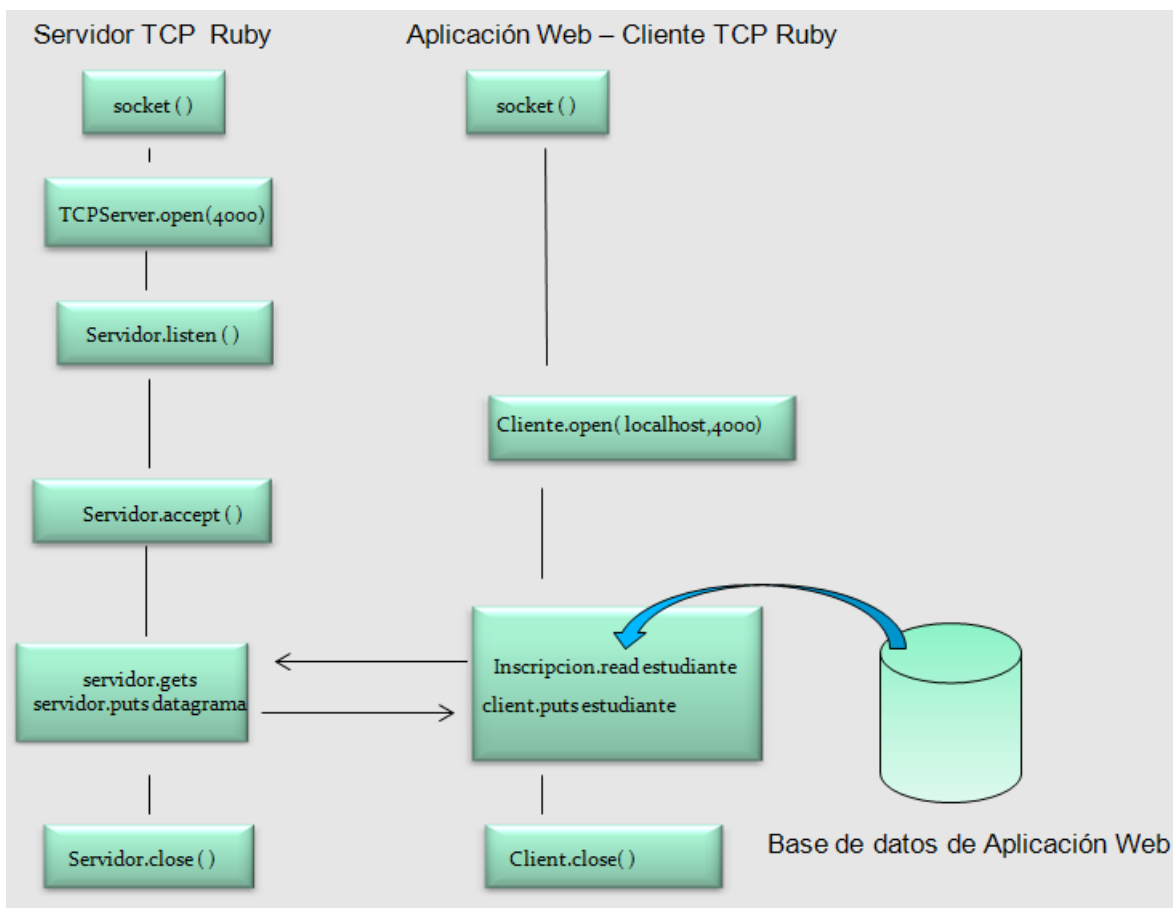 Servidor TCP Ruby
Aplicación Web – Cliente TCP Ruby
socket ( )
socket ( )
TCPServer.open(4000)
Servidor.listen ( )
Cliente.open( localhost,4000)
Servidor.accept ( )
servidor.gets
servidor.puts datagrama
Inscripcion.read estudiante
client.puts estudiante
Servidor.close ( )
Client.close()
Base de datos de Aplicación Web